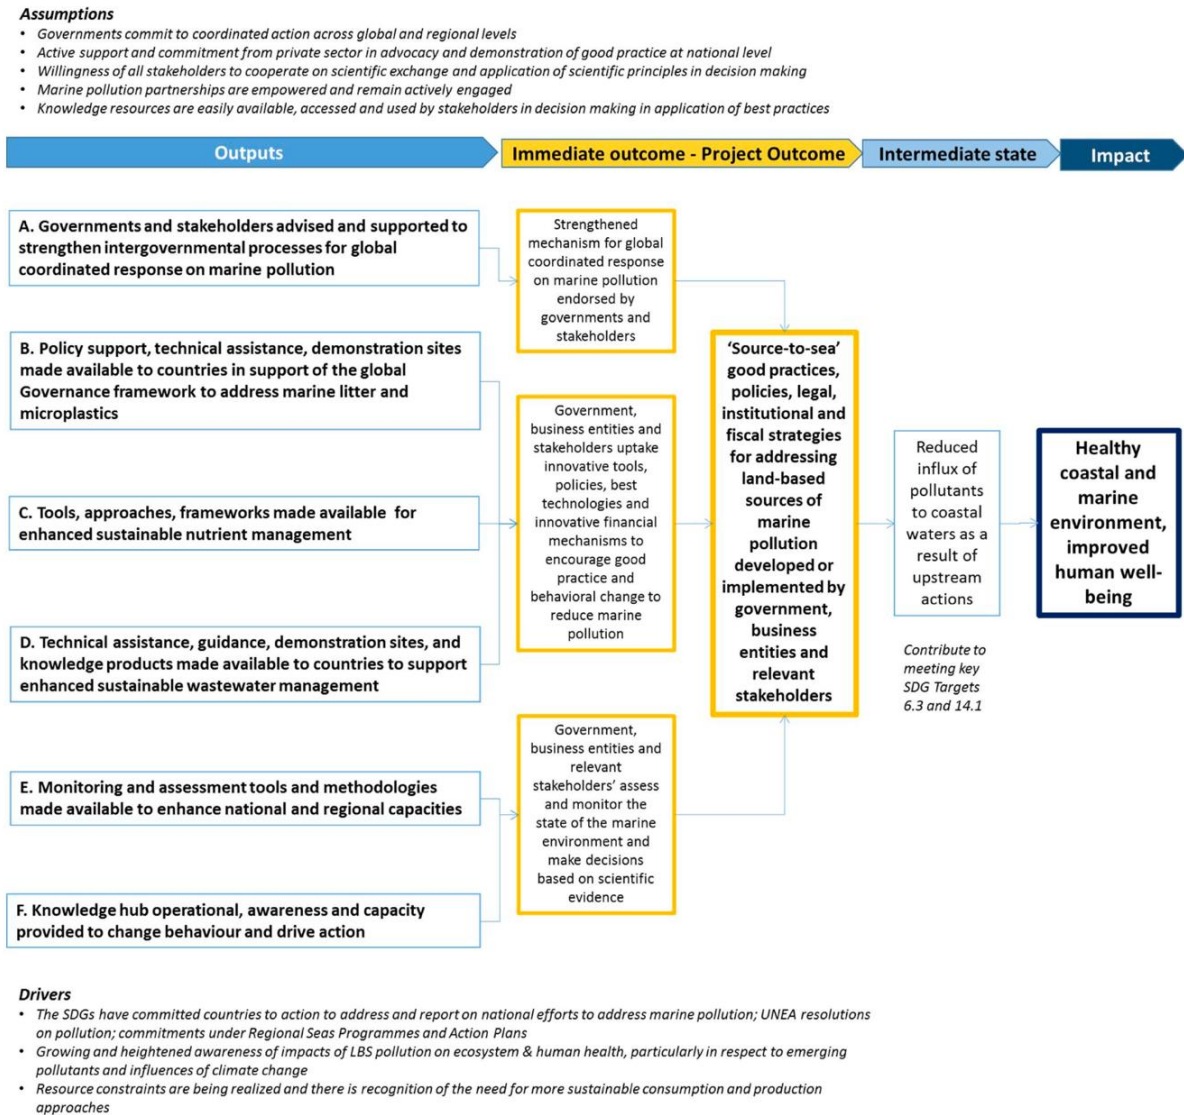 Assumptions
• Governments commit to coordinated action across global and regional levels
• Active support and commitment from private sector in advocacy and demonstration of good practice at national level
• Willingness of all stakeholders to cooperate on scientific exchange and application of scientific principles in decision making
• Marine pollution partnerships are empowered and remain actively engaged
• Knowledge resources are easily available, accessed and used by stakeholders in decision making in application of best practices
Outputs
Immediate outcome - Project Outcome
Intermediate state
Impact
A. Governments and stakeholders advised and supported to
strengthen intergovernmental processes for global
coordinated response on marine pollution
B. Policy support, technical assistance, demonstration sites
made available to countries in support of the global
Governance framework to address marine litter and
microplastics
C. Tools, approaches, frameworks made available for
enhanced sustainable nutrient management
D. Technical assistance, guidance, demonstration sites, and
knowledge products made available to countries to support
enhanced sustainable wastewater management
E. Monitoring and assessment tools and methodologies
made available to enhance national and regional capacities
F. Knowledge hub operational, awareness and capacity
provided to change behaviour and drive action
Strengthened
mechanism for global
coordinated response
on marine pollution
endorsed by
governments and
stakeholders
Government,
business entities and
stakeholders uptake
innovative tools,
policies, best
technologies and
innovative financial
mechanisms to
encourage good
practice and
behavioral change to
reduce marine
pollution
Government,
business entities and
relevant
stakeholders’ assess
and monitor the
state of the marine
environment and
make decisions
based on scientific
evidence
‘Source-to-sea’
good practices,
policies, legal,
institutional and
fiscal strategies
for addressing
land-based
sources of
marine
pollution
developed or
implemented by
government,
business
entities and
relevant
stakeholders
Reduced
influx of
pollutants
to coastal
waters as a
result of
upstream
actions
Contribute to
meeting key
SDG Targets
6.3 and 14.1
Healthy
coastal and
marine
environment,
improved
human well-
being
Drivers
• The SDGs have committed countries to action to address and report on national efforts to address marine pollution; UNEA resolutions
on pollution; commitments under Regional Seas Programmes and Action Plans
• Growing and heightened awareness of impacts of LBS pollution on ecosystem & human health, particularly in respect to emerging
pollutants and influences of climate change
• Resource constraints are being realized and there is recognition of the need for more sustainable consumption and production
approaches